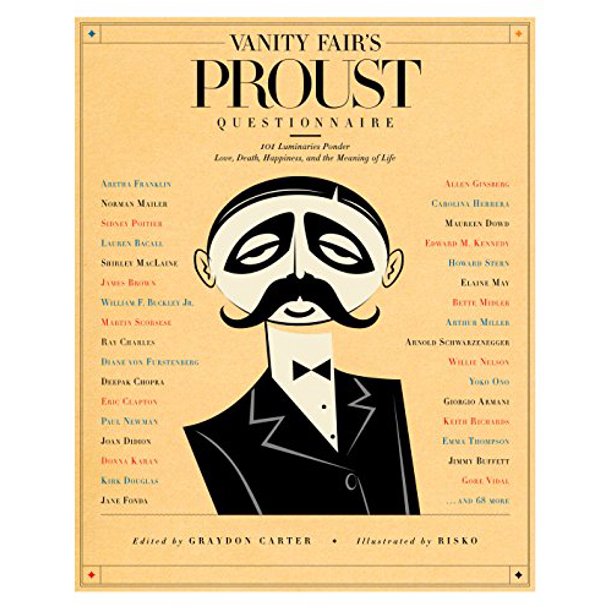 VANITY FAIR'S
PROUST
QUESTIONNAIRE
101 Luminaries Ponder
Love, Death, Happiness, and the Meaning of Life
ARETHA FRANKLIN
NORMAN MAILER
SIDNEY POITIER
LAUREN BACALL
SHIRLEY MACLAINE
JAMES BROWN
WILLIAM F. BUCKLEY JR.
MARTIN SCORSESE
RAY CHARLES
DIANE VON FURSTENBERG
DEEPAK CHOPRA
ERIC CLAPTON
PAUL NEWMAN
JOAN DIDION
DONNA KARAN
KIRK DOUGLAS
JANE FONDA
ALLEN GINSBERG
CAROLINA HERRERA
MAUREEN DOWD
EDWARD M. KENNEDY
HOWARD STERN
ELAINE MAY
BETTE MIDLER
ARTHUR MILLER
ARNOLD SCHWARZENEGGER
WILLIE NELSON
YOKO ONO
GIORGIO ARMANI
KEITH RICHARDS
EMMA THOMPSON
JIMMY BUFFETT
GORE VIDAL
...AND 68 MORE
Edited by GRAYDON CARTER ✦ Illustrated by RISKO